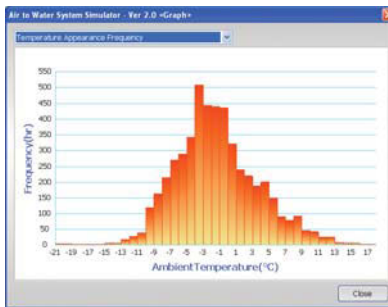 Air to Water System Simulator - Ver 2.0 «Graph»
Temperature Appearance Frequency
550
500
450
400
350
300
250
200
150
100
50
0
Frequency(hr)
-21 -19 -17 -15 -13 -11 -9 -7 -5 -3 -1 1 3 5 7 9 11 13 15 17
AmbientTemperature(°C)
Close